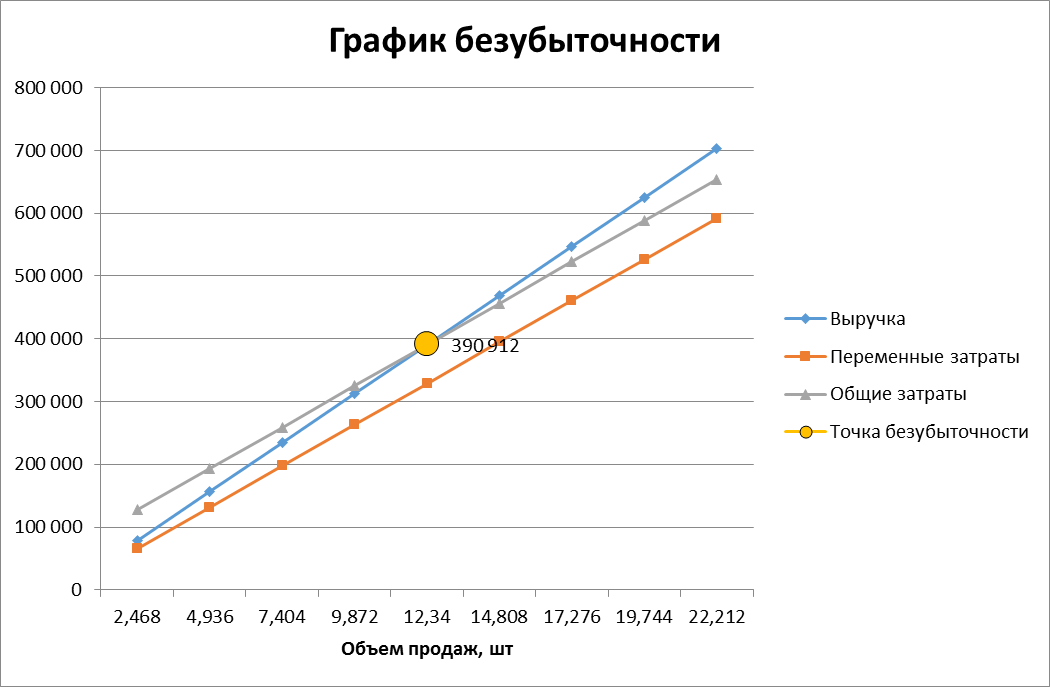 График безубыточности
800 000
700 000
600 000
500 000
400 000
300 000
200 000
100 000
0
390 912
2,468 4,936 7,404 9,872 12,34 14,808 17,276 19,744 22,212
Объем продаж, шт
Выручка
Переменные затраты
Общие затраты
Точка безубыточности